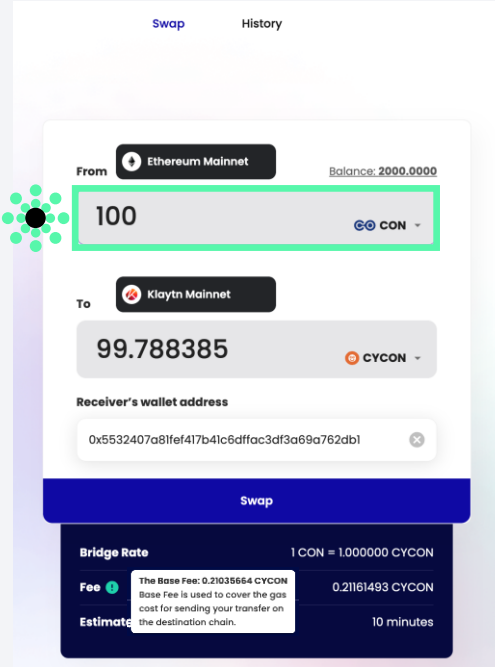 Swap History
From Ethereum Mainnet Balance: 2000.0000
100 CON
To Klaytn Mainnet
99.788385 CYCON
Receiver's wallet address
0x5532407a81fef417b41c6dffac3df3a69a762db1
Swap
Bridge Rate 1 CON = 1.000000 CYCON
Fee 0.21161493 CYCON
The Base Fee: 0.21035664 CYCON
Base Fee is used to cover the gas
cost for sending your transfer on
the destination chain.
10 minutes